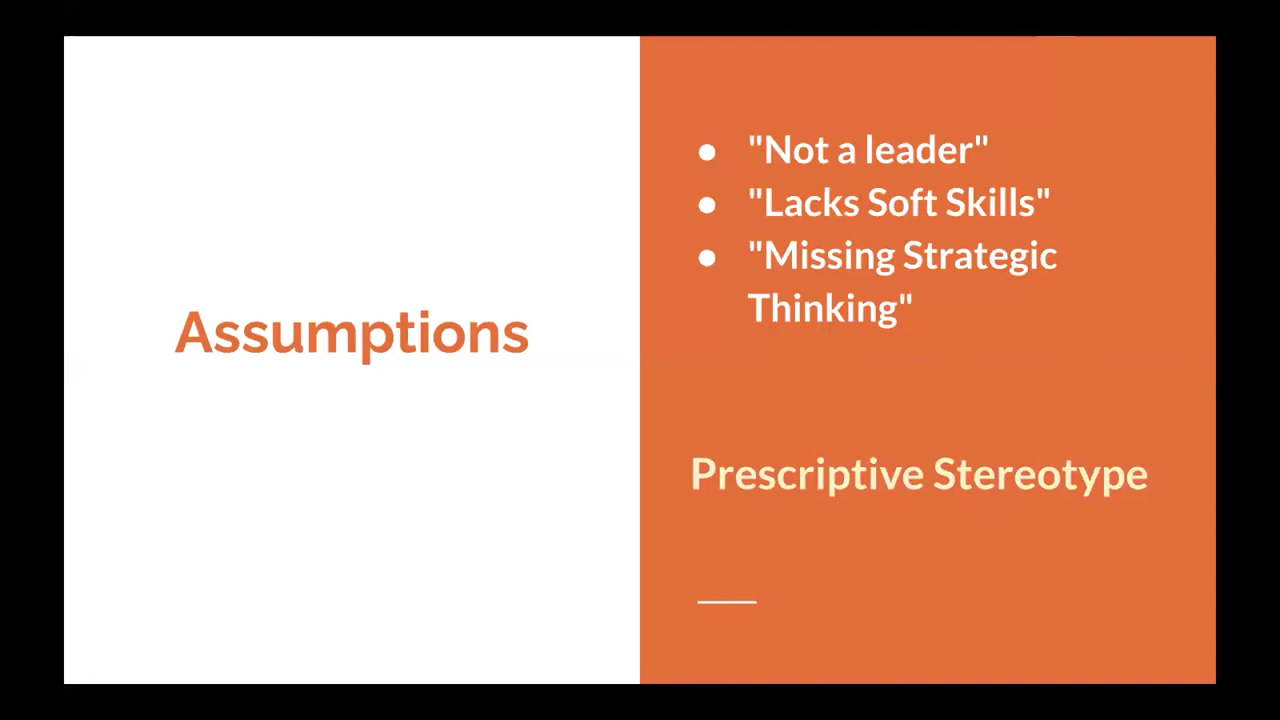 Assumptions
● "Not a leader"
● "Lacks Soft Skills"
● "Missing Strategic
Thinking"
Prescriptive Stereotype